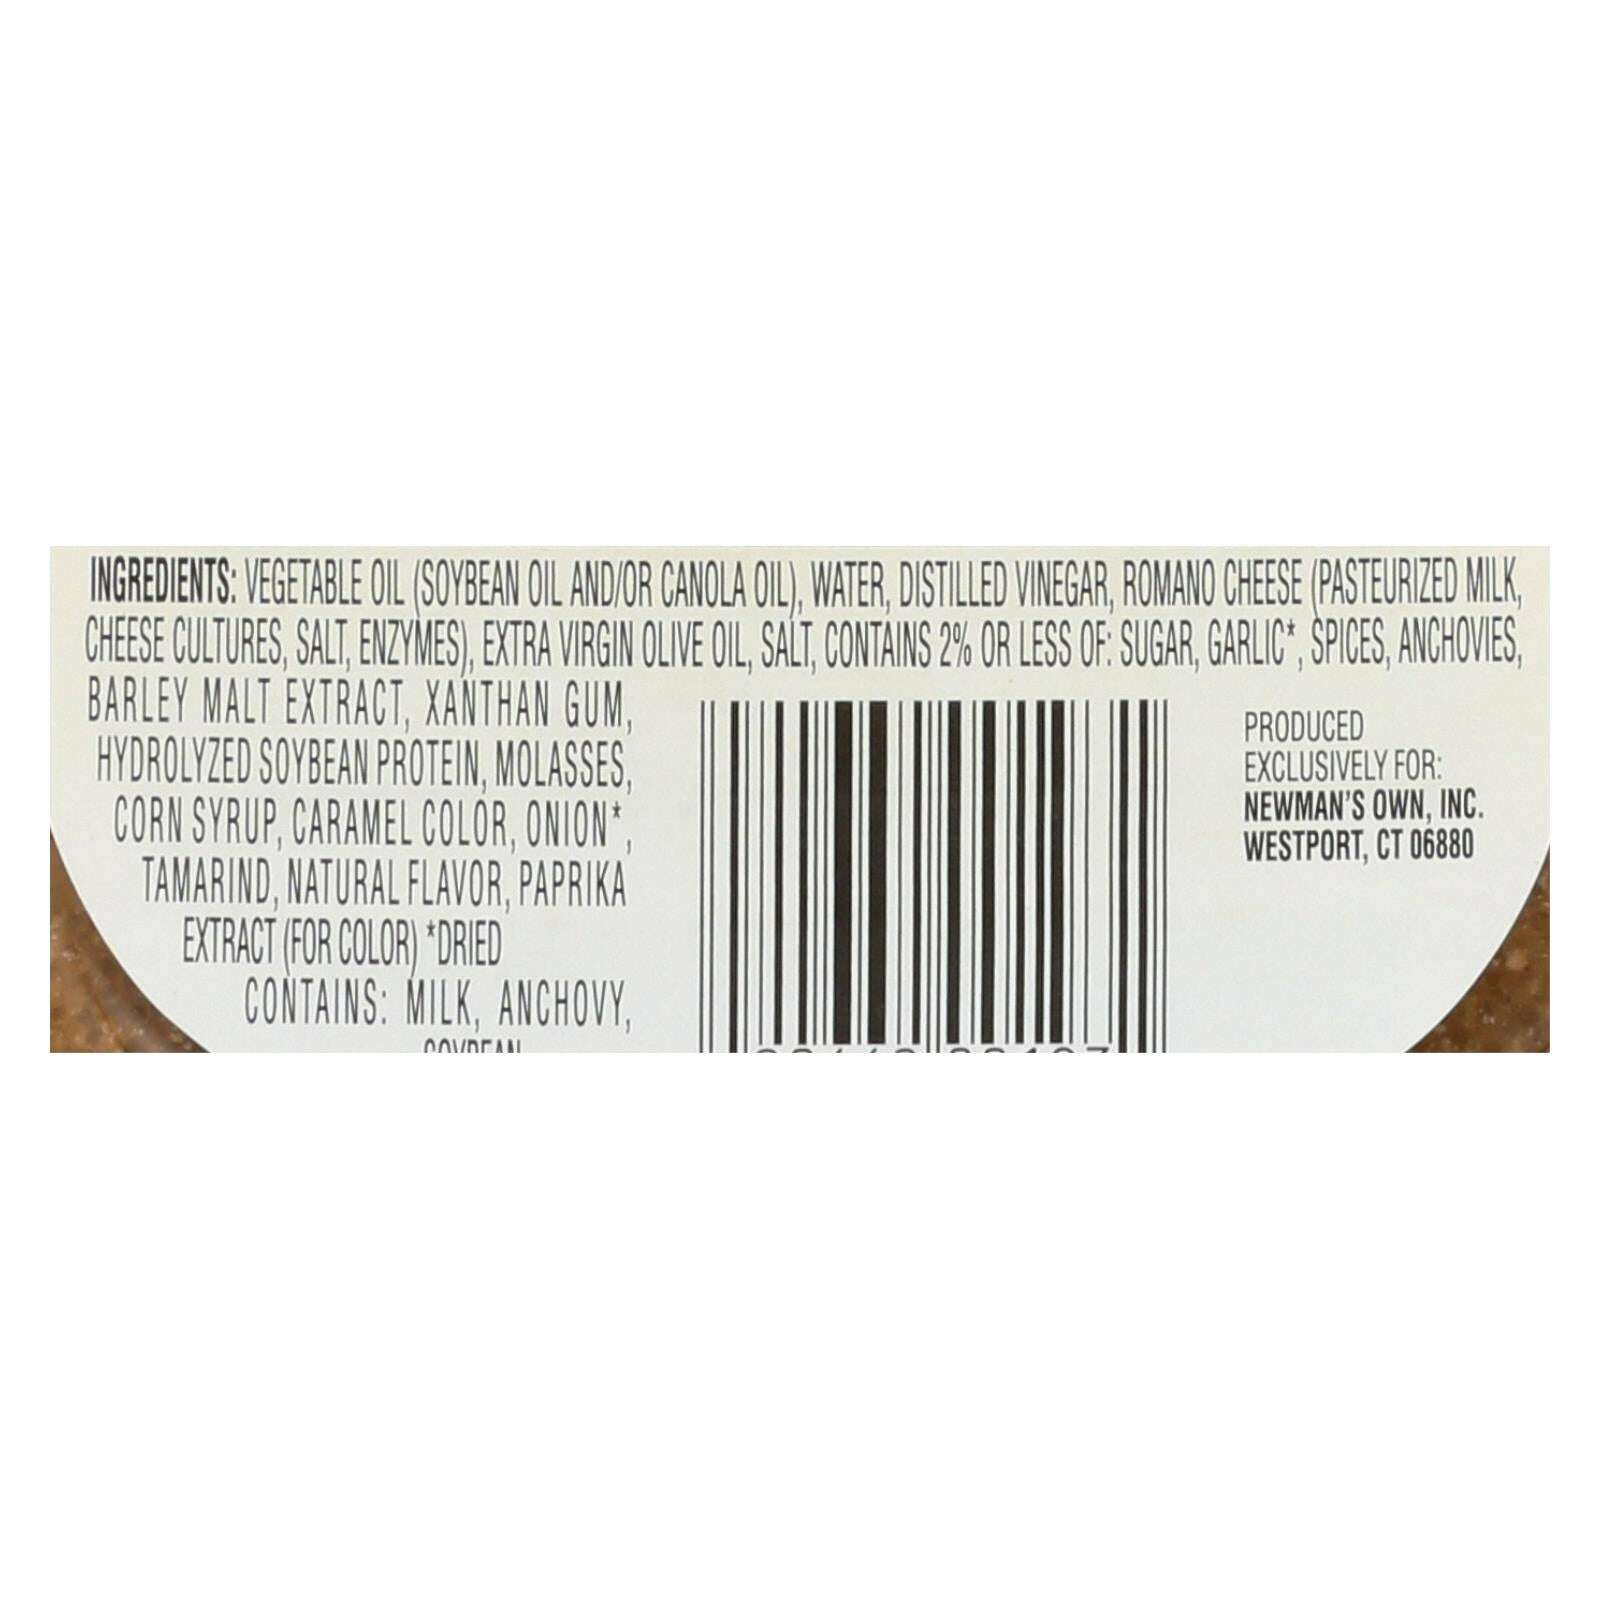 INGREDIENTS: VEGETABLE OIL (SOYBEAN OIL AND/OR CANOLA OIL), WATER, DISTILLED VINEGAR, ROMANO CHEESE (PASTEURIZED MILK,
CHEESE CULTURES, SALT, ENZYMES), EXTRA VIRGIN OLIVE OIL, SALT, CONTAINS 2% OR LESS OF: SUGAR, GARLIC*, SPICES, ANCHOVIES,
BARLEY MALT EXTRACT, XANTHAN GUM,
HYDROLYZED SOYBEAN PROTEIN, MOLASSES,
CORN SYRUP, CARAMEL COLOR, ONION*,
TAMARIND, NATURAL FLAVOR, PAPRIKA
EXTRACT (FOR COLOR) *DRIED
CONTAINS: MILK, ANCHOVY,
SOYBEAN
PRODUCED
EXCLUSIVELY FOR:
NEWMAN'S OWN, INC.
WESTPORT, CT 06880